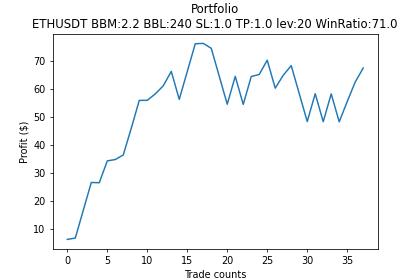 Portfolio
ETHUSDT BBM:2.2 BBL:240 SL:1.0 TP:1.0 lev:20 WinRatio:71.0
Profit ($)
70
60
50
40
30
20
10
0 5 10 15 20 25 30 35
Trade counts